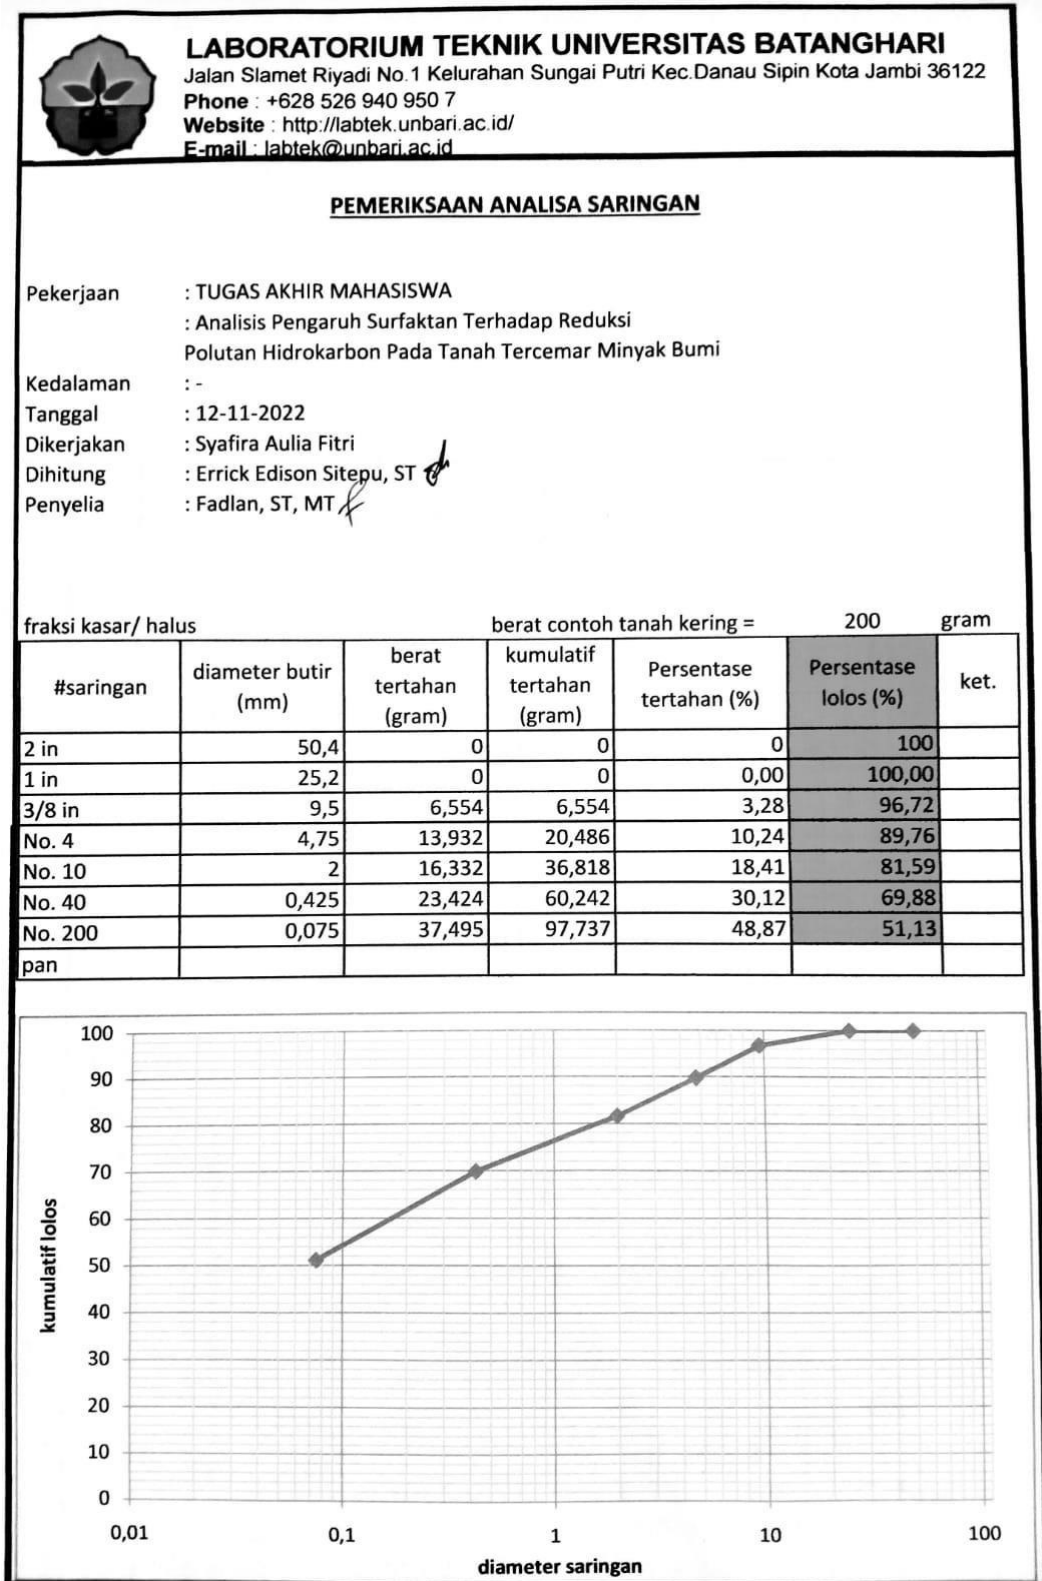 LABORATORIUM TEKNIK UNIVERSITAS BATANGHARI
Jalan Slamet Riyadi No.1 Kelurahan Sungai Putri Kec.Danau Sipin Kota Jambi 36122
Phone : +628 526 940 950 7
Website : http://labtek.unbari.ac.id/
E-mail : labtek@unbari.ac.id
PEMERIKSAAN ANALISA SARINGAN
Pekerjaan : TUGAS AKHIR MAHASISWA
: Analisis Pengaruh Surfaktan Terhadap Reduksi
Polutan Hidrokarbon Pada Tanah Tercemar Minyak Bumi
Kedalaman : -
Tanggal : 12-11-2022
Dikerjakan : Syafira Aulia Fitri
Dihitung : Errick Edison Sitepu, ST
Penyelia : Fadlan, ST, MT
fraksi kasar/ halus berat contoh tanah kering = 200 gram
#saringan diameter butir (mm) berat tertahan (gram) kumulatif tertahan (gram) Persentase tertahan (%) Persentase lolos (%) ket.
2 in 50,4 0 0 0 100
1 in 25,2 0 0 0,00 100,00
3/8 in 9,5 6,554 6,554 3,28 96,72
No. 4 4,75 13,932 20,486 10,24 89,76
No. 10 2 16,332 36,818 18,41 81,59
No. 40 0,425 23,424 60,242 30,12 69,88
No. 200 0,075 37,495 97,737 48,87 51,13
pan
100
90
80
70
60
50
40
30
20
10
0
kumulatif lolos
0,01 0,1 1 10 100
diameter saringan